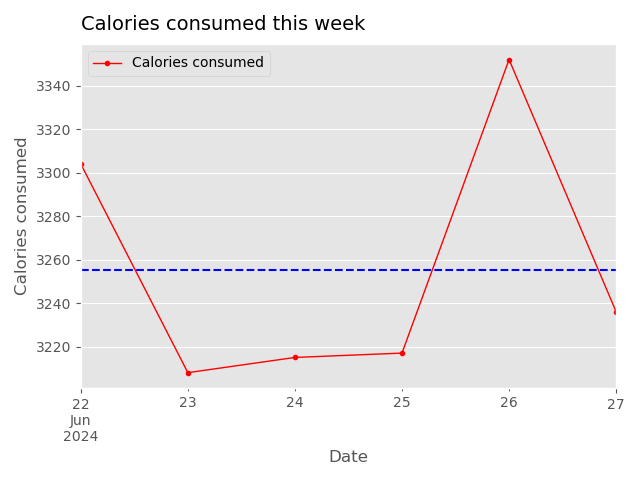 Calories consumed this week
Calories consumed
Calories consumed
3340
3320
3300
3280
3260
3240
3220
22 23 24 25 26 27
Jun
2024
Date